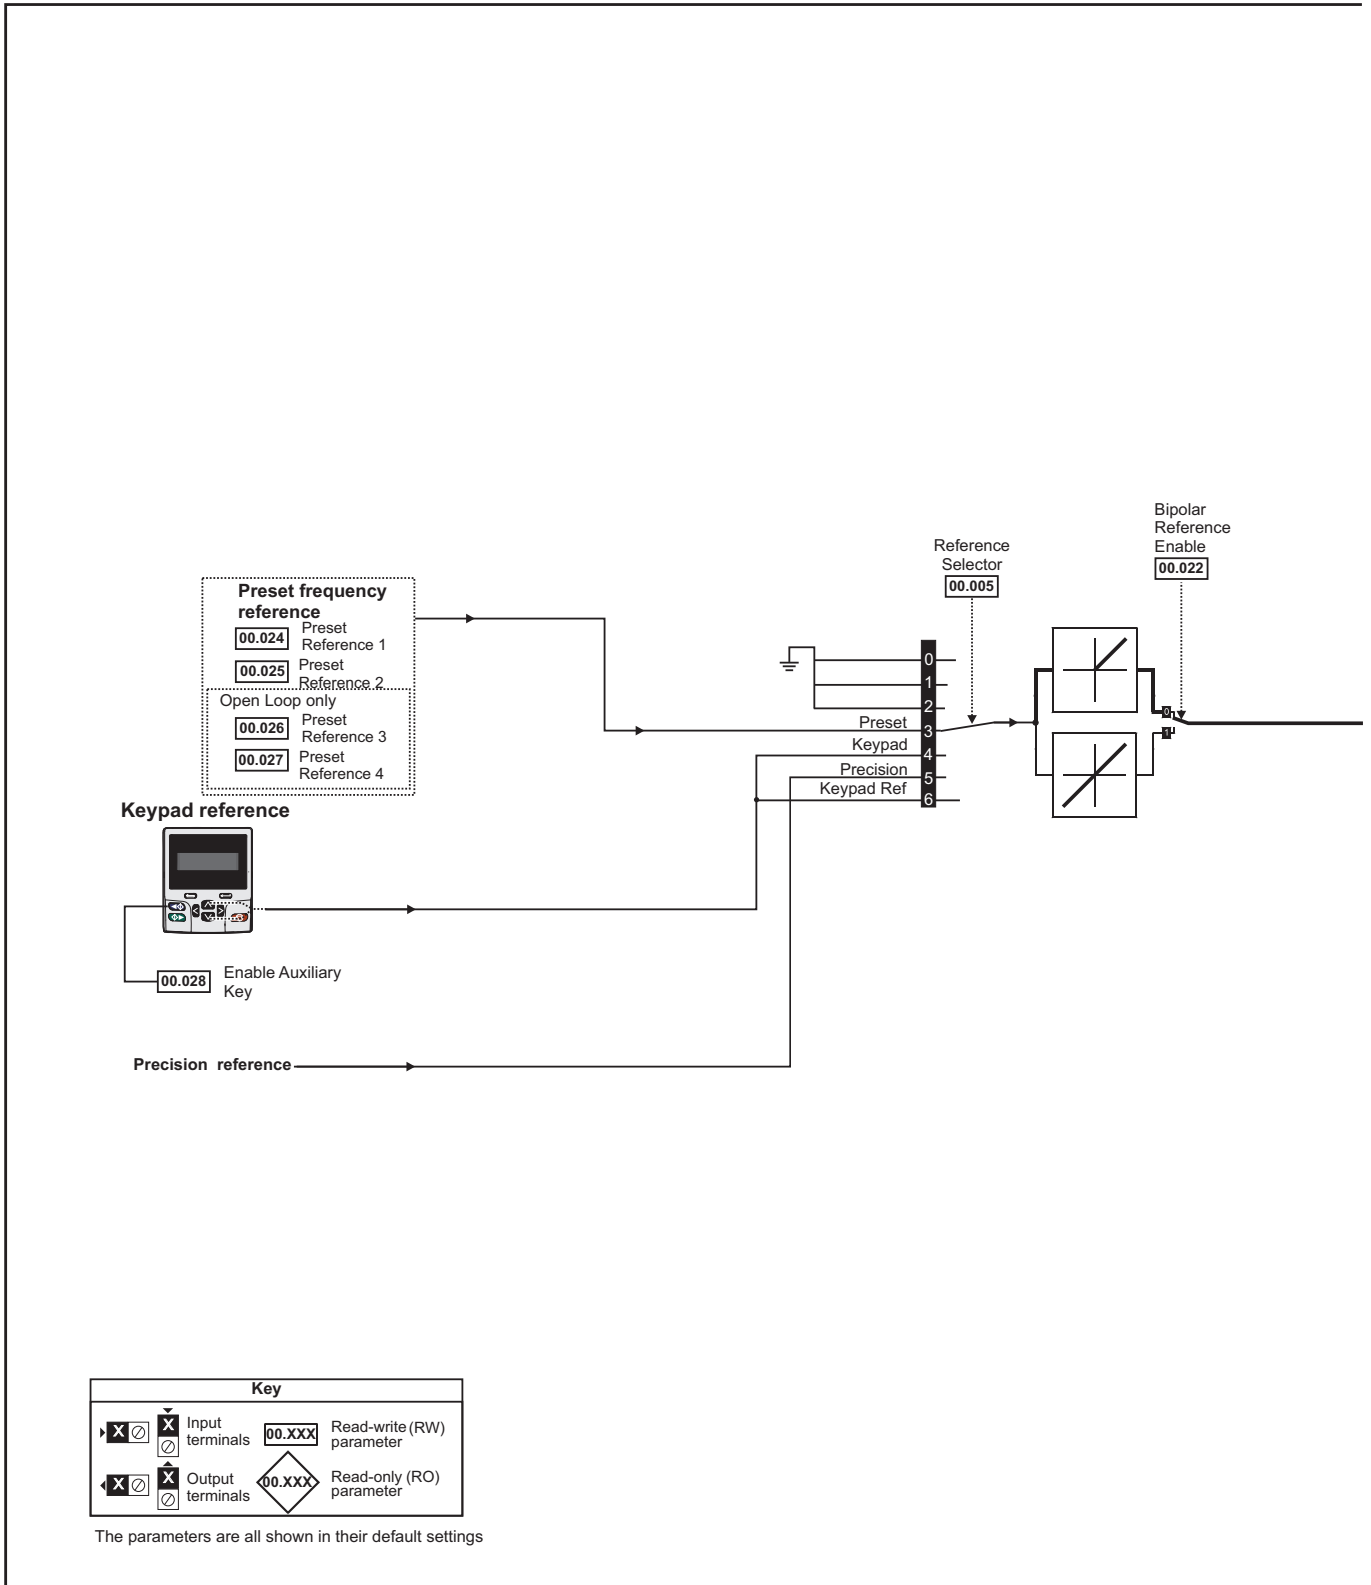 Bipolar
Reference
Enable
00.022
Reference
Selector
00.005
Preset frequency
reference
00.024 Preset
Reference 1
00.025 Preset
Reference 2
Open Loop only
00.026 Preset
Reference 3
00.027 Preset
Reference 4
0
1
2
Preset 3
Keypad 4
Precision 5
Keypad Ref 6
0
1
Keypad reference
00.028 Enable Auxiliary
Key
Precision reference
Key
X X Input
terminals
00.XXX Read-write (RW)
parameter
X X Output
terminals
00.XXX Read-only (RO)
parameter
The parameters are all shown in their default settings